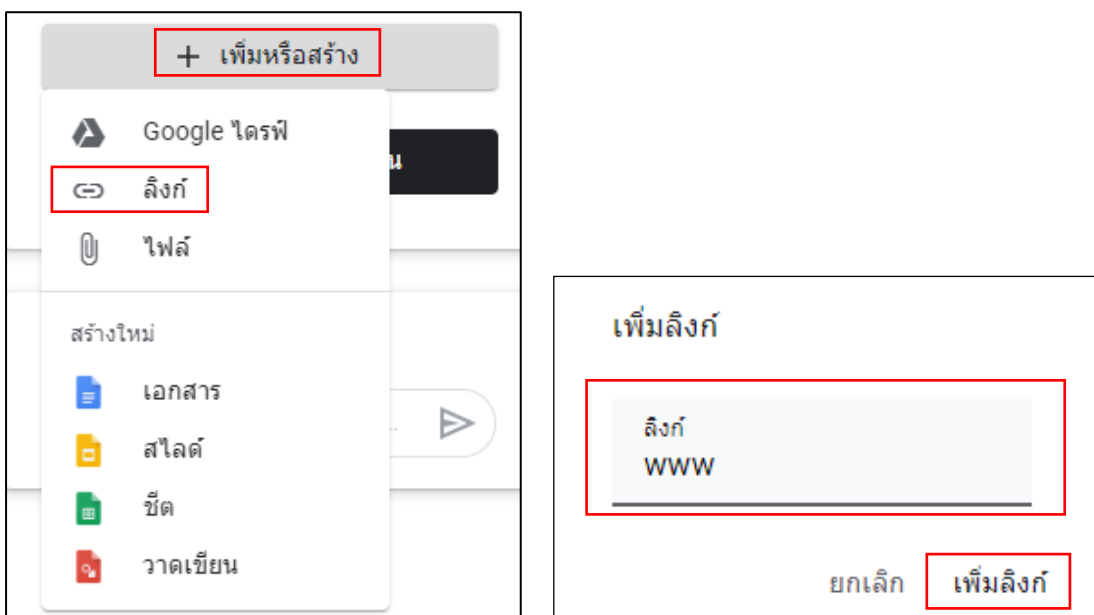 + เพิ่มหรือสร้าง
Google ไดรฟ์
น
ลิงก์
ไฟล์
สร้างใหม่
เอกสาร
...
สไลด์
ชีต
วาดเขียน
เพิ่มลิงก์
ลิงก์
www
ยกเลิก เพิ่มลิงก์